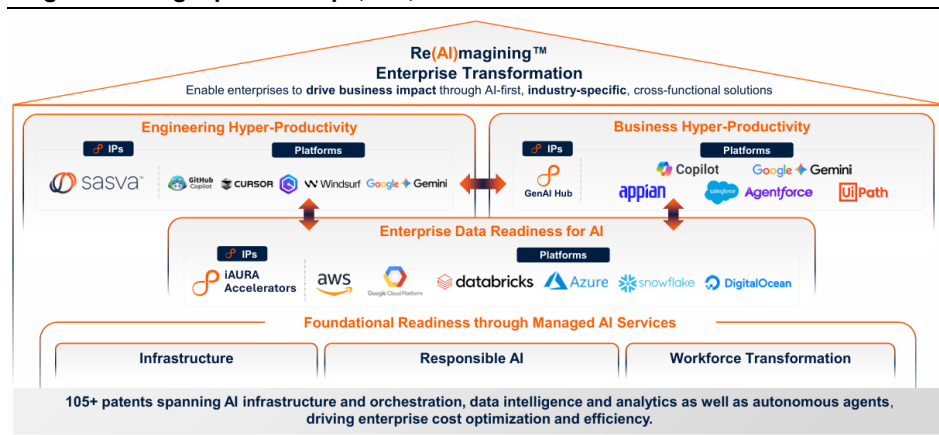 Re(AI)magining™
Enterprise Transformation
Enable enterprises to drive business impact through AI-first, industry-specific, cross-functional solutions
Engineering Hyper-Productivity
IPs
Platforms
sasva™
GitHub Copilot
CURSOR
Windsurf
Google Gemini
Business Hyper-Productivity
IPs
Platforms
GenAI Hub
Copilot
Google Gemini
appian
salesforce
Agentforce
UiPath
Enterprise Data Readiness for AI
IPs
Platforms
iAURA
Accelerators
aws
Google Cloud Platform
databricks
Azure
snowflake
DigitalOcean
Foundational Readiness through Managed AI Services
Infrastructure
Responsible AI
Workforce Transformation
105+ patents spanning AI infrastructure and orchestration, data intelligence and analytics as well as autonomous agents,
driving enterprise cost optimization and efficiency.